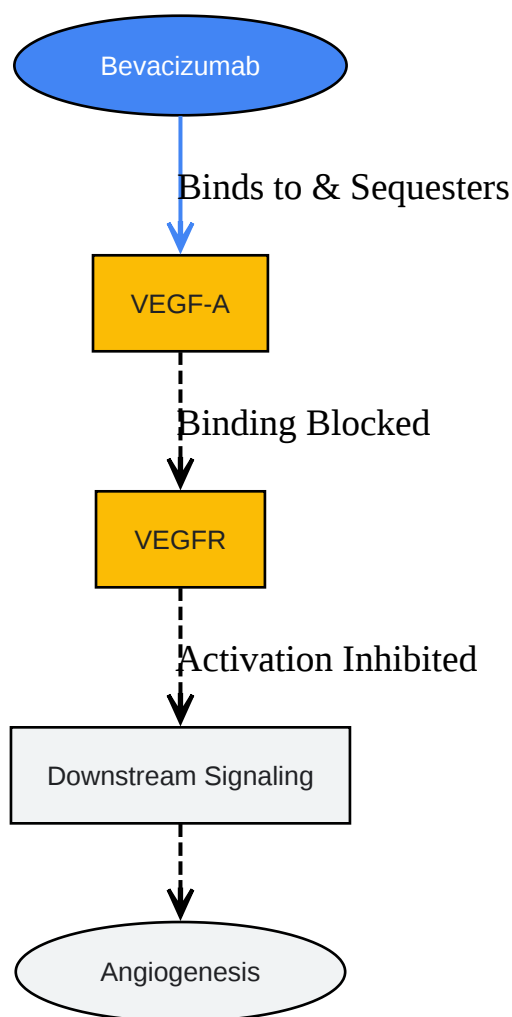 Bevacizumab
Binds to & Sequesters
VEGF-A
Binding Blocked
VEGFR
Activation Inhibited
Downstream Signaling
Angiogenesis